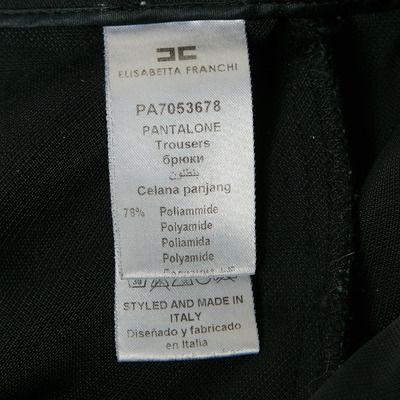 ELISABETTA FRANCHI
PA7053678
PANTALONE
Trousers
брюки
بنطلون
Celana panjang
78% Poliammide
Polyamide
Poliamida
Polyamide
STYLED AND MADE IN
ITALY
Diseñado y fabricado
en Italia